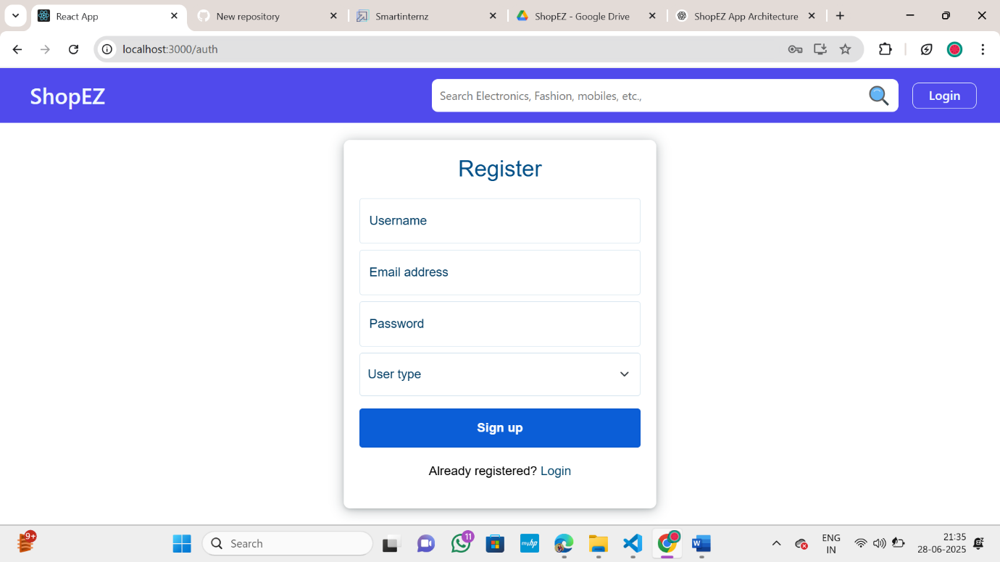 React App
New repository
Smartinternz
ShopEZ - Google Drive
ShopEZ App Architecture
localhost:3000/auth
ShopEZ
Search Electronics, Fashion, mobiles, etc.,
Login
Register
Username
Email address
Password
User type
Sign up
Already registered? Login
9+
Search
11
myhp
W
ENG
IN
21:35
28-06-2025